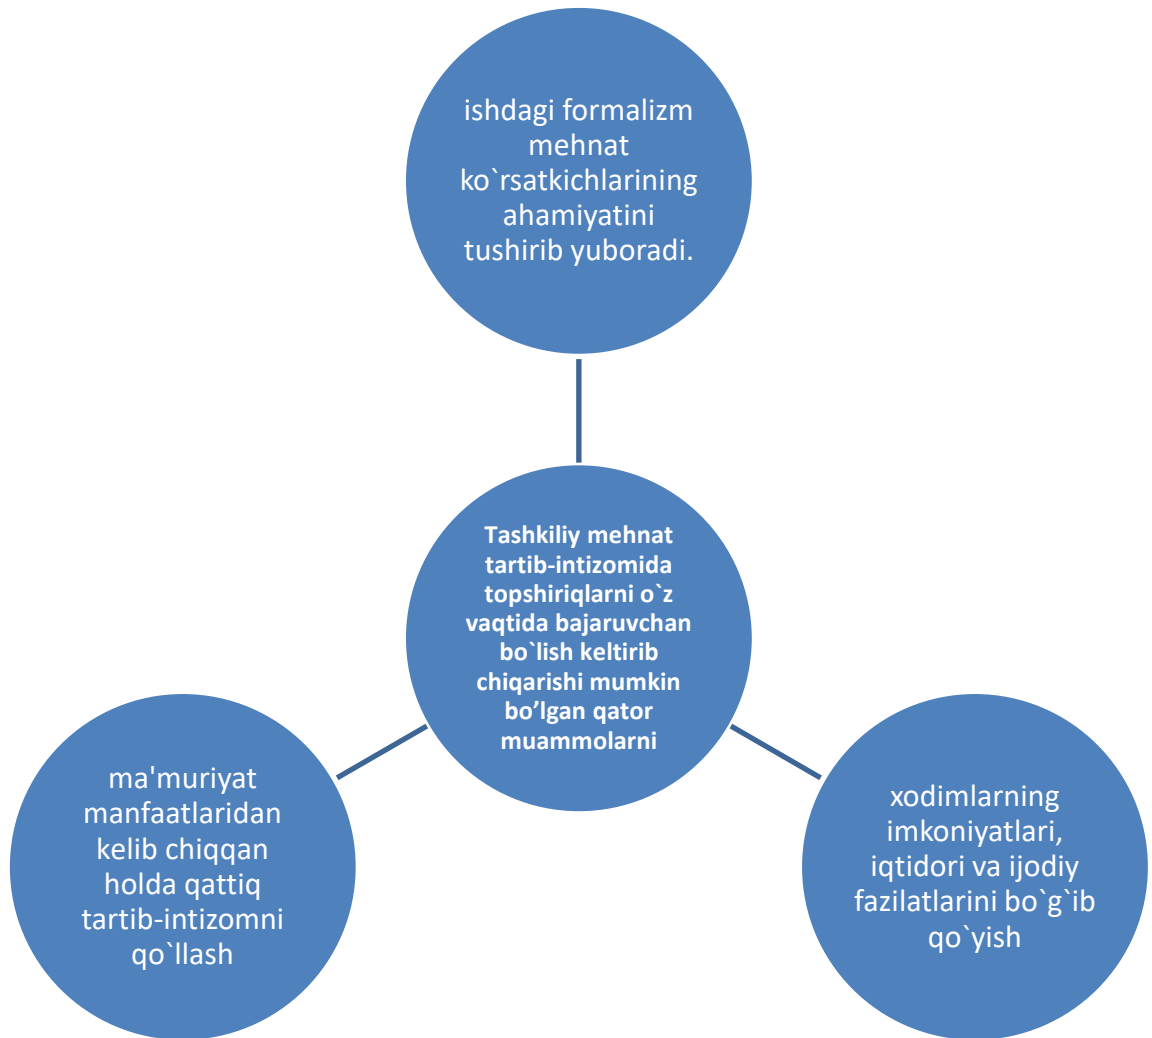 ishdagi formalizm
mehnat
ko`rsatkichlarining
ahamiyatini
tushirib yuboradi.
Tashkiliy mehnat
tartib-intizomida
topshiriqlarni o`z
vaqtida bajaruvchan
bo`lish keltirib
chiqarishi mumkin
bo’lgan qator
muammolarni
ma'muriyat
manfaatlaridan
kelib chiqqan
holda qattiq
tartib-intizomni
qo`llash
xodimlarning
imkoniyatlari,
iqtidori va ijodiy
fazilatlarini bo`g`ib
qo`yish